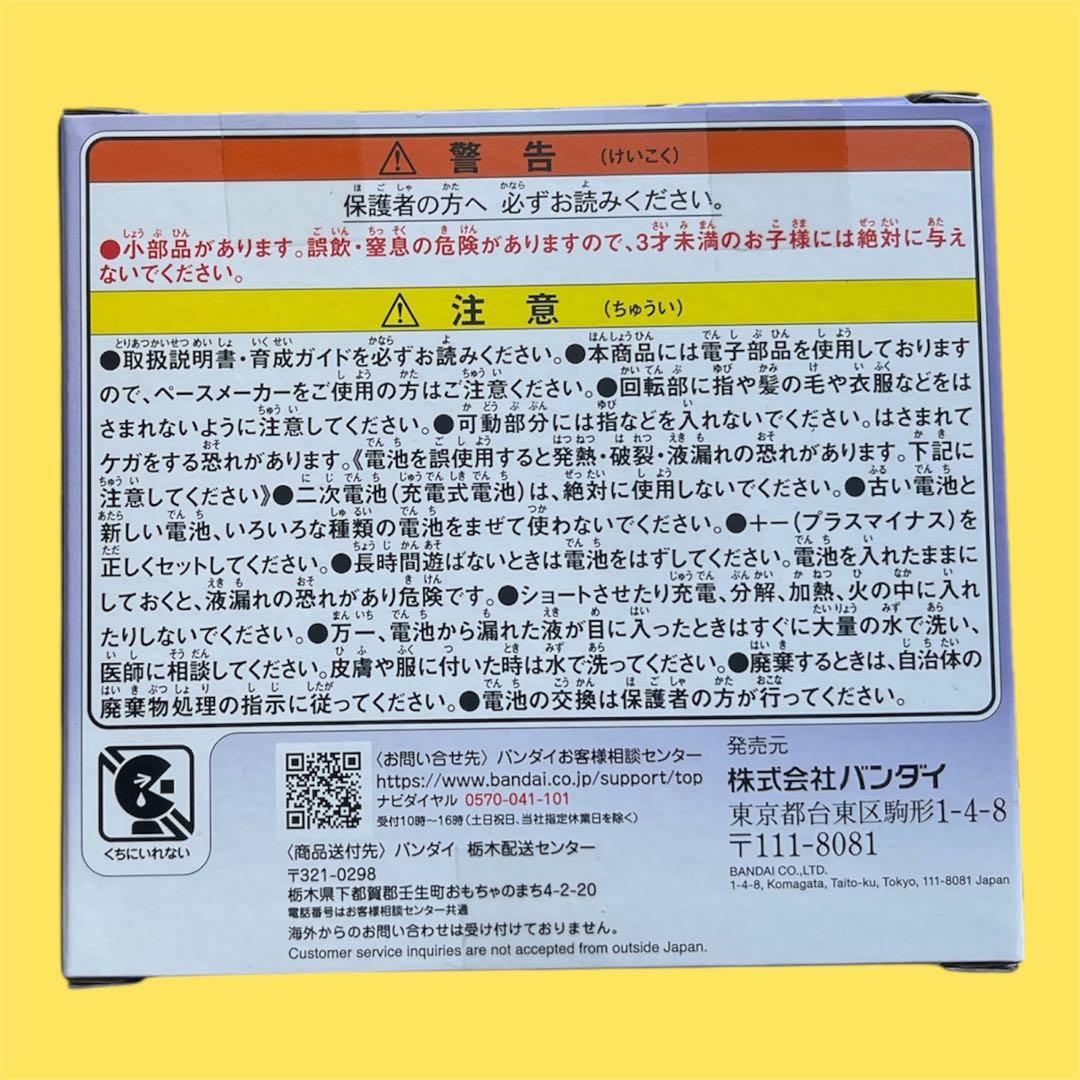 ⚠ 警告 (けいこく)
保護者の方へ 必ずお読みください。
●小部品があります。誤飲・窒息の危険がありますので、3才未満のお子様には絶対に与え
ないでください。
⚠ 注意 (ちゅうい)
●取扱説明書・育成ガイドを必ずお読みください。●本商品には電子部品を使用しております
ので、ペースメーカーをご使用の方はご注意ください。●回転部に指や髪の毛や衣服などをは
さまれないように注意してください。●可動部分には指などを入れないでください。はさまれて
ケガをする恐れがあります。《電池を誤使用すると発熱・破裂・液漏れの恐れがあります。下記に
注意してください》●二次電池(充電式電池)は、絶対に使用しないでください。●古い電池と
新しい電池、いろいろな種類の電池をまぜて使わないでください。●+-(プラスマイナス)を
正しくセットしてください。●長時間遊ばないときは電池をはずしてください。電池を入れたままに
しておくと、液漏れの恐れがあり危険です。●ショートさせたり充電、分解、加熱、火の中に入れ
たりしないでください。●万一、電池から漏れた液が目に入ったときはすぐに大量の水で洗い、
医師に相談してください。皮膚や服に付いた時は水で洗ってください。●廃棄するときは、自治体の
廃棄物処理の指示に従ってください。●電池の交換は保護者の方が行ってください。
くちにいれない
〈お問い合せ先〉バンダイお客様相談センター
https://www.bandai.co.jp/support/top
ナビダイヤル 0570-041-101
受付10時〜16時(土日祝日、当社指定休業日を除く)
〈商品送付先〉バンダイ 栃木配送センター
〒321-0298
栃木県下都賀郡壬生町おもちゃのまち4-2-20
電話番号はお客様相談センター共通
海外からのお問い合わせは受け付けておりません。
Customer service inquiries are not accepted from outside Japan.
発売元
株式会社バンダイ
東京都台東区駒形1-4-8
〒111-8081
BANDAI CO.,LTD.
1-4-8, Komagata, Taito-ku, Tokyo, 111-8081 Japan